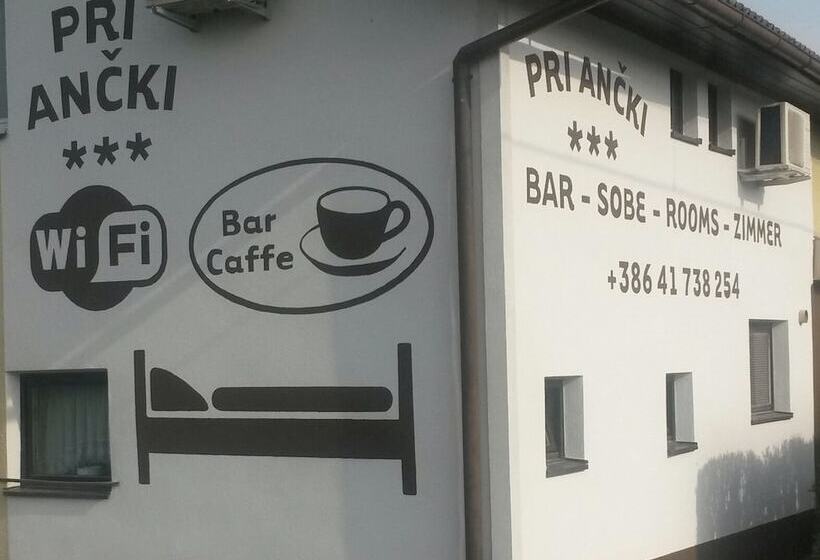 PRI
ANČKI
***
WiFi
Bar
Caffe
PRI ANČKI
***
BAR - SOBE - ROOMS - ZIMMER
+386 41 738 254